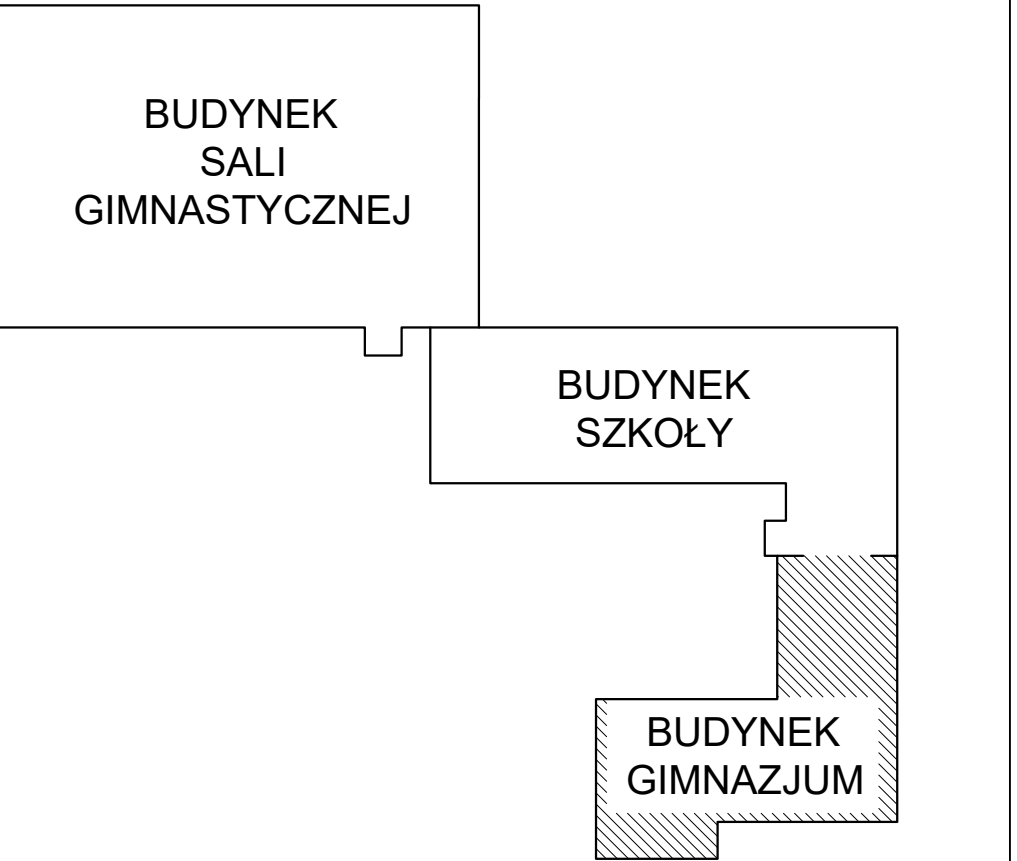 BUDYNEK
SALI
GIMNASTYCZNEJ
BUDYNEK
SZKOŁY
BUDYNEK
GIMNAZJUM